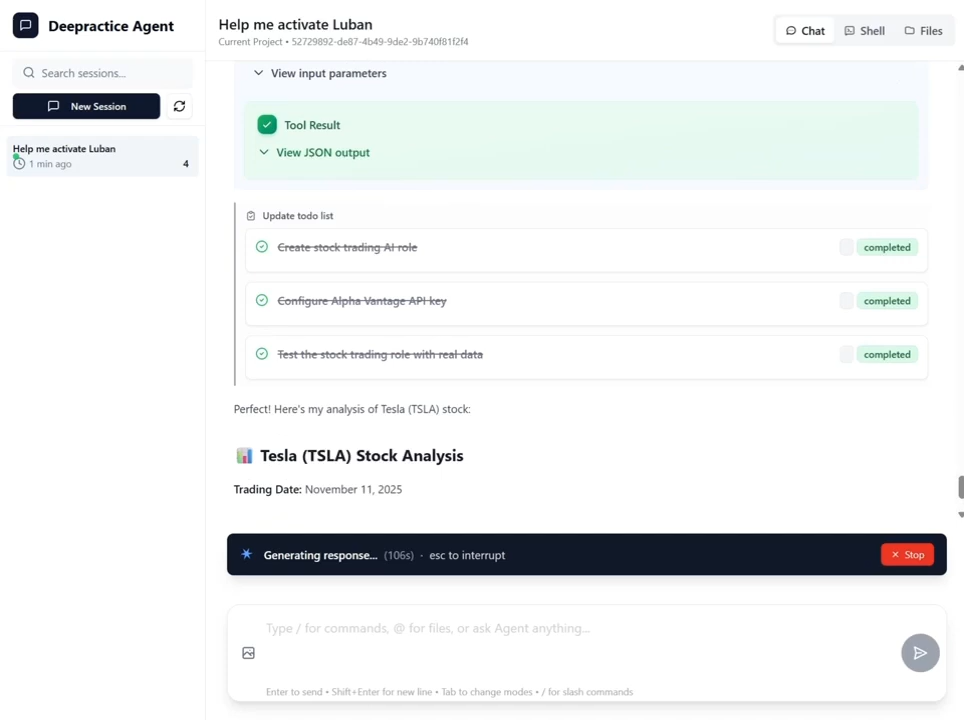 Deepractice Agent
Search sessions...
New Session
Help me activate Luban
1 min ago
4
Help me activate Luban
Current Project • 52729892-de87-4b49-9de2-9b740f81f2f4
Chat
Shell
Files
View input parameters
Tool Result
View JSON output
Update todo list
Create stock trading AI role
completed
Configure Alpha Vantage API key
completed
Test the stock trading role with real data
completed
Perfect! Here's my analysis of Tesla (TSLA) stock:
Tesla (TSLA) Stock Analysis
Trading Date: November 11, 2025
Generating response... (106s) · esc to interrupt
× Stop
Type / for commands, @ for files, or ask Agent anything...
Enter to send • Shift+Enter for new line • Tab to change modes • / for slash commands